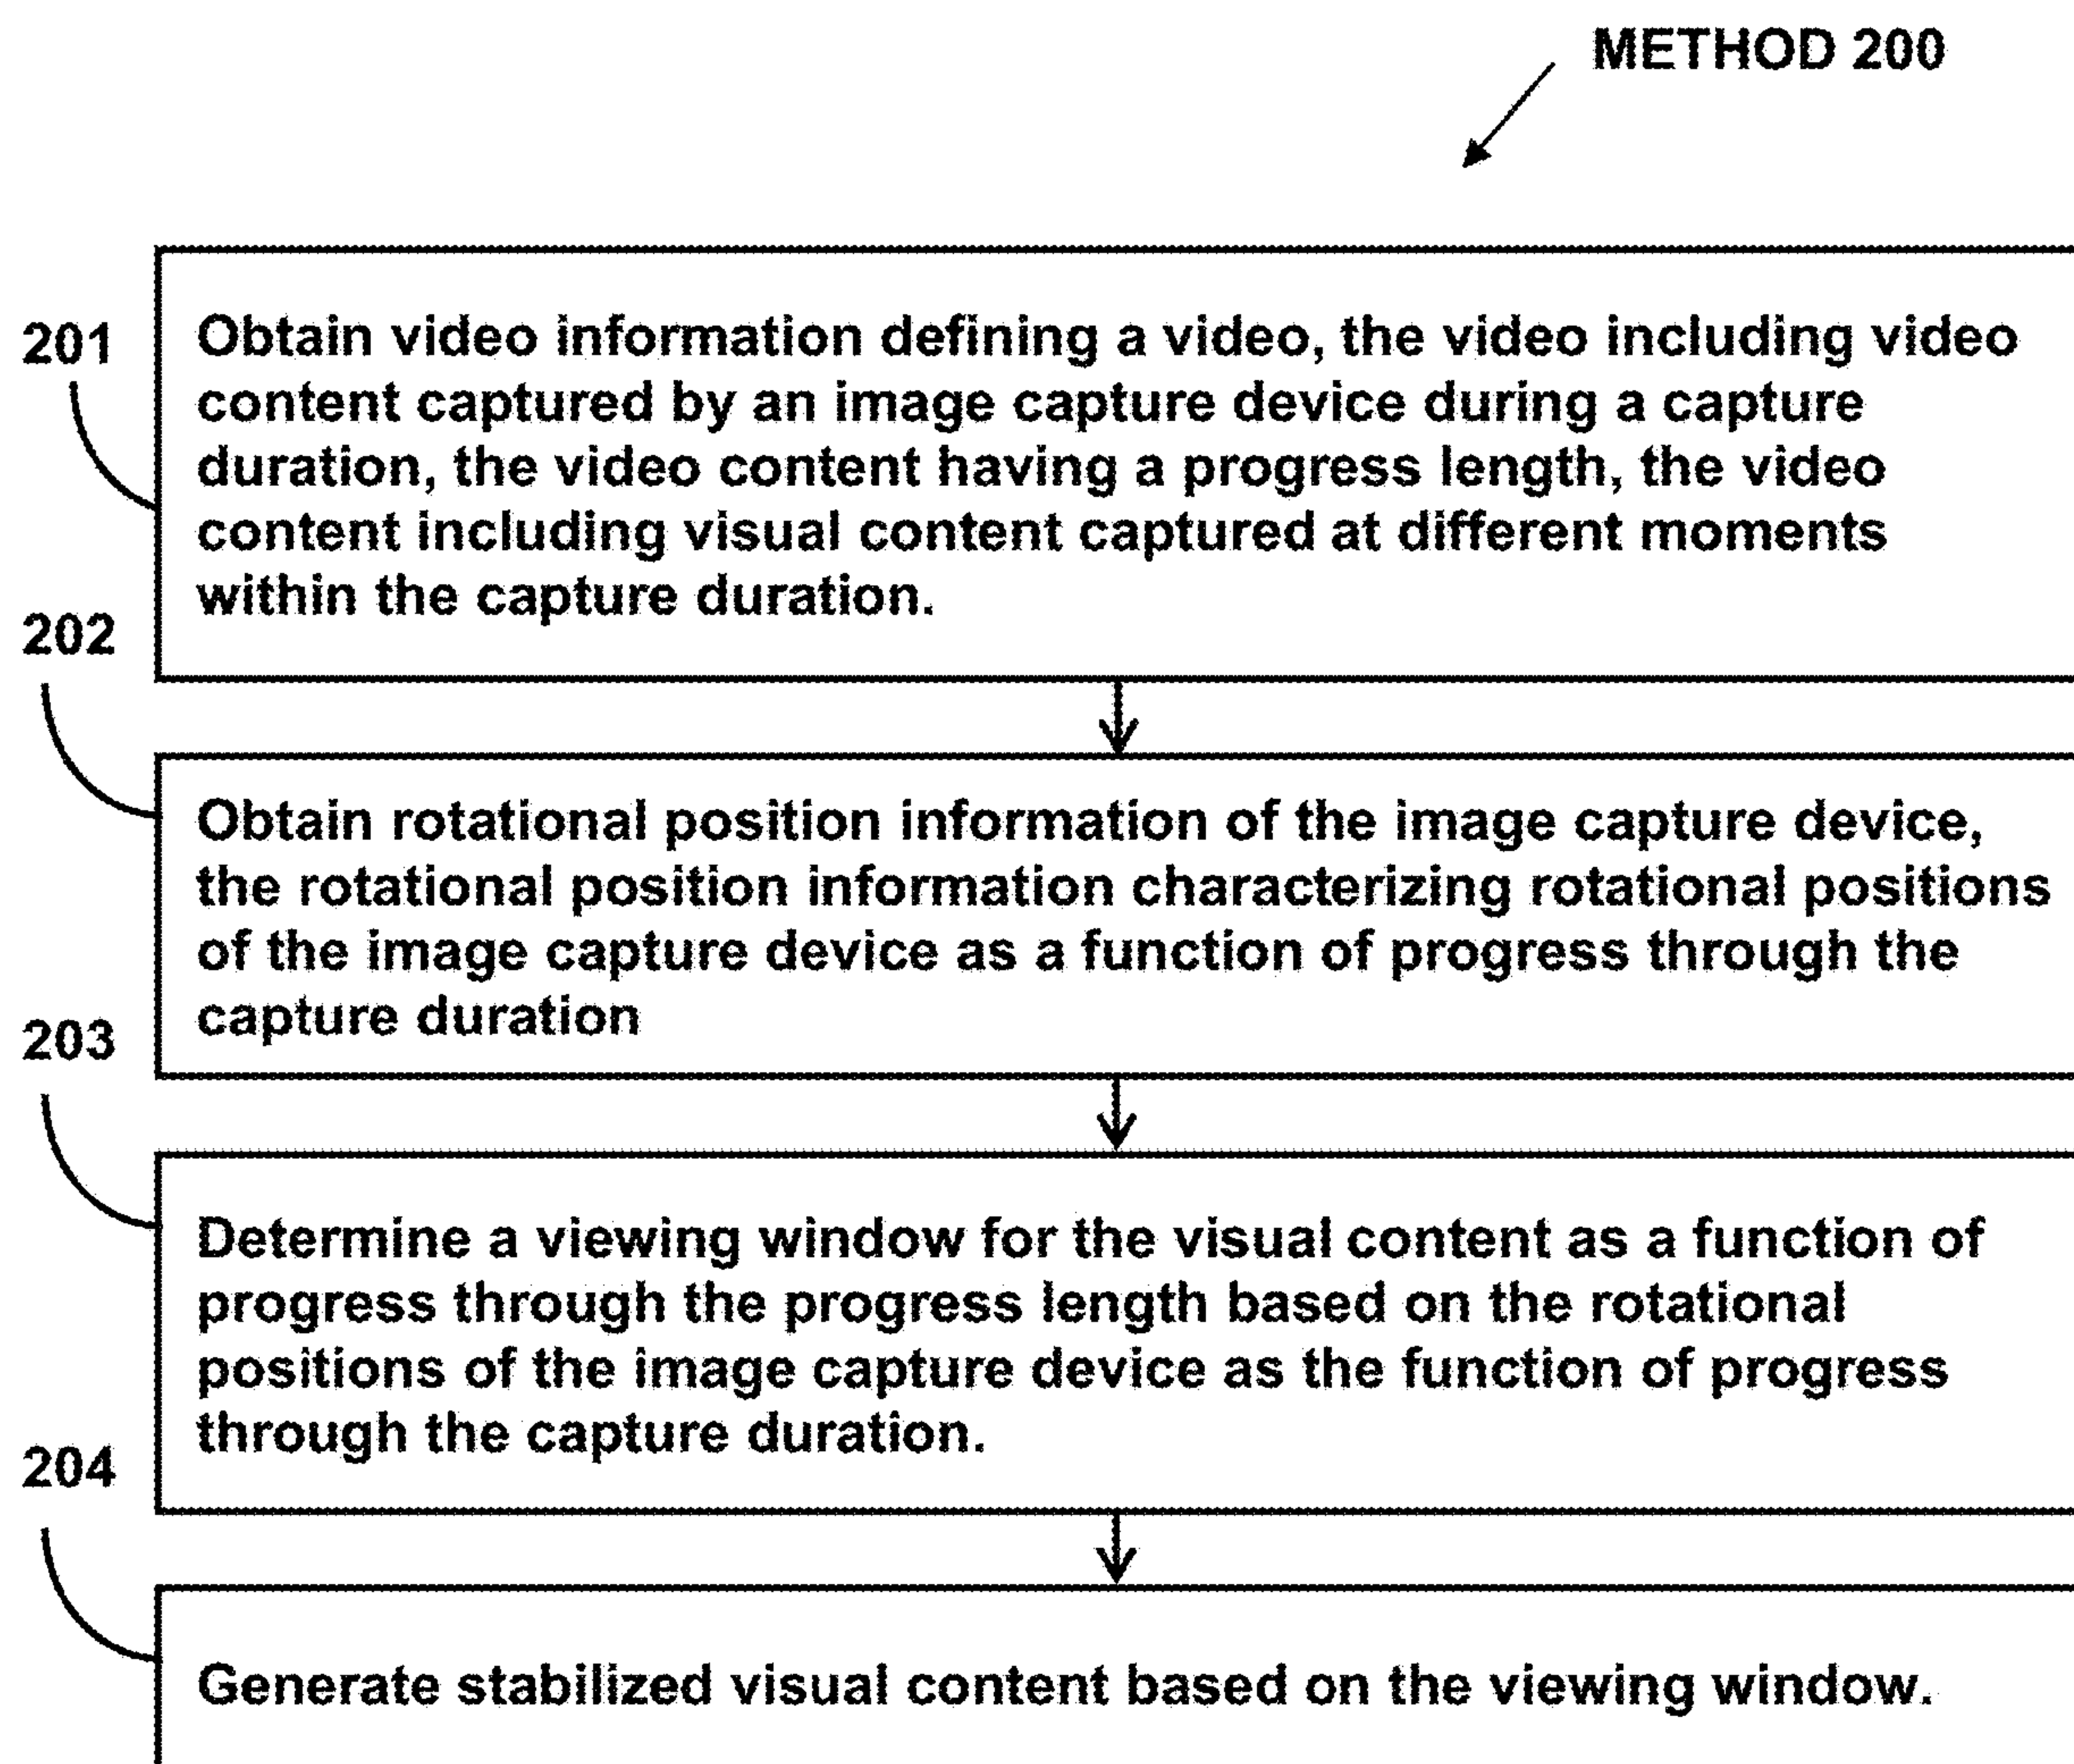 METHOD 200
201
Obtain video information defining a video, the video including video
content captured by an image capture device during a capture
duration, the video content having a progress length, the video
content including visual content captured at different moments
within the capture duration.
202
Obtain rotational position information of the image capture device,
the rotational position information characterizing rotational positions
of the image capture device as a function of progress through the
capture duration
203
Determine a viewing window for the visual content as a function of
progress through the progress length based on the rotational
positions of the image capture device as the function of progress
through the capture duration.
204
Generate stabilized visual content based on the viewing window.